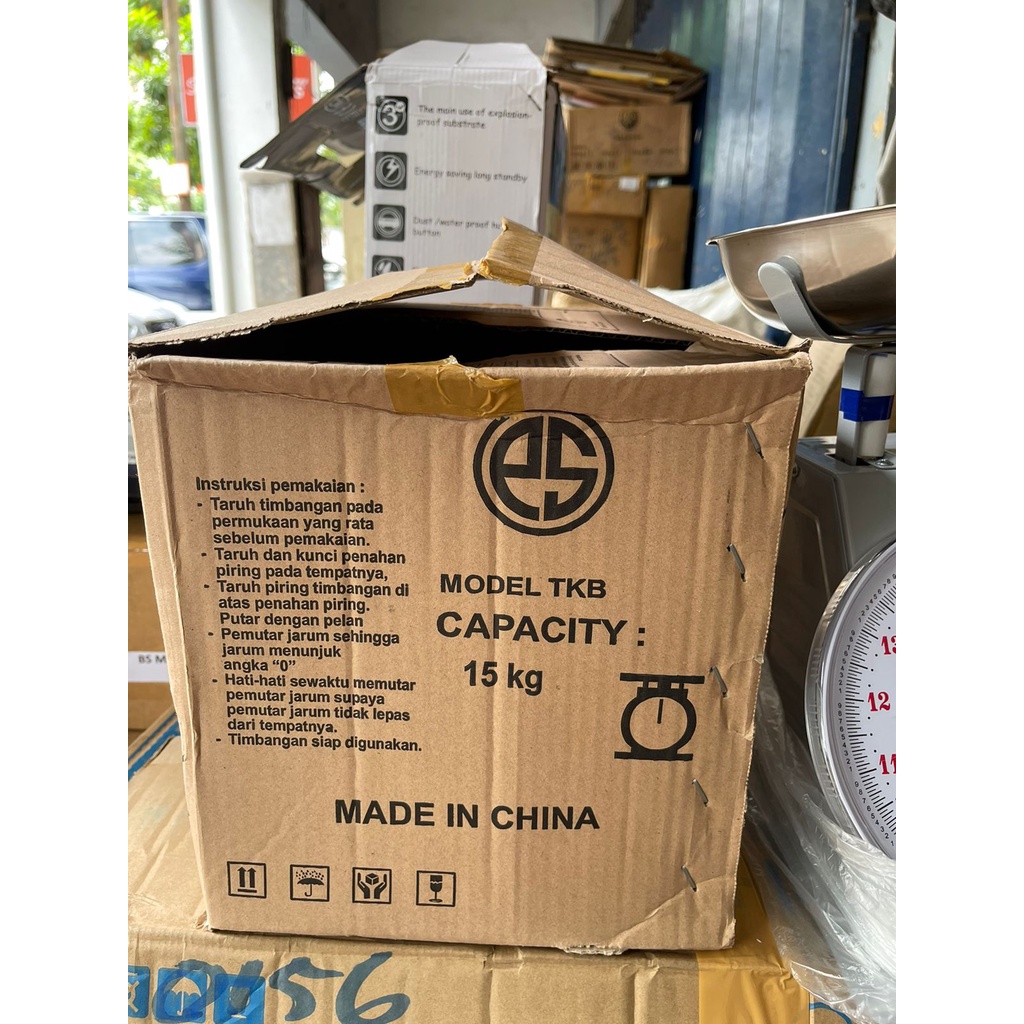 The main use of explosion-
proof substrate
Energy saving long standby
Dust /water proof
button
Instruksi pemakaian :
- Taruh timbangan pada
permukaan yang rata
sebelum pemakaian.
- Taruh dan kunci penahan
piring pada tempatnya,
- Taruh piring timbangan di
atas penahan piring.
Putar dengan pelan
- Pemutar jarum sehingga
jarum menunjuk
angka “0”
- Hati-hati sewaktu memutar
pemutar jarum supaya
pemutar jarum tidak lepas
dari tempatnya.
- Timbangan siap digunakan.
MODEL TKB
CAPACITY :
15 kg
MADE IN CHINA
BS M
13
12
11
56